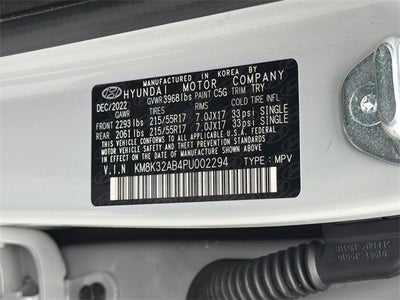 MANUFACTURED IN KOREA BY
HYUNDAI MOTOR COMPANY
DEC/2022 GVWR 3968lbs PAINT C5G TRIM TRY
GAWR TIRES RIMS COLD TIRE INFL.
FRONT 2293lbs 215/55R17 7.0JX17 33psi SINGLE
REAR 2061lbs 215/55R17 7.0JX17 33psi SINGLE
THIS VEHICLE CONFORMS TO ALL APPLICABLE U.S.A. FEDERAL
MOTOR VEHICLE SAFETY AND THEFT PREVENTION STANDARDS
IN EFFECT ON THE DATE OF MANUFACTURE SHOWN ABOVE.
V.I.N KM8K32AB4PU002294 TYPE : MPV